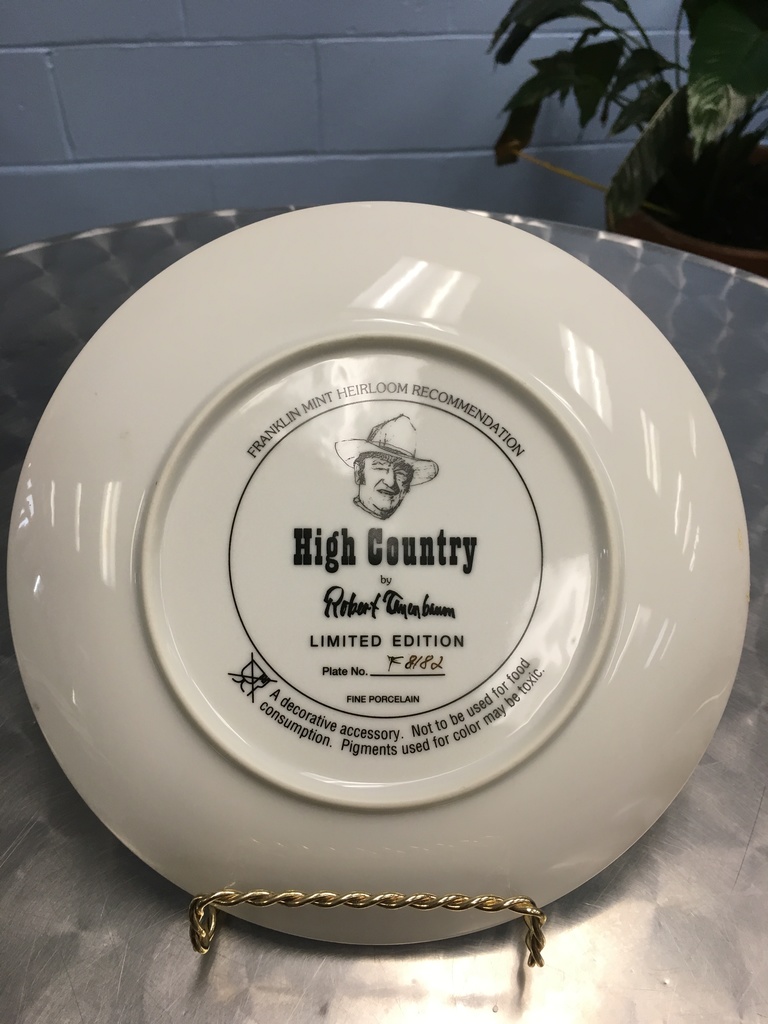 FRANKLIN MINT HEIRLOOM RECOMMENDATION
High Country
by
Robert Tanenbaum
LIMITED EDITION
Plate No. F8182
FINE PORCELAIN
A decorative accessory. Not to be used for food
consumption. Pigments used for color may be toxic.